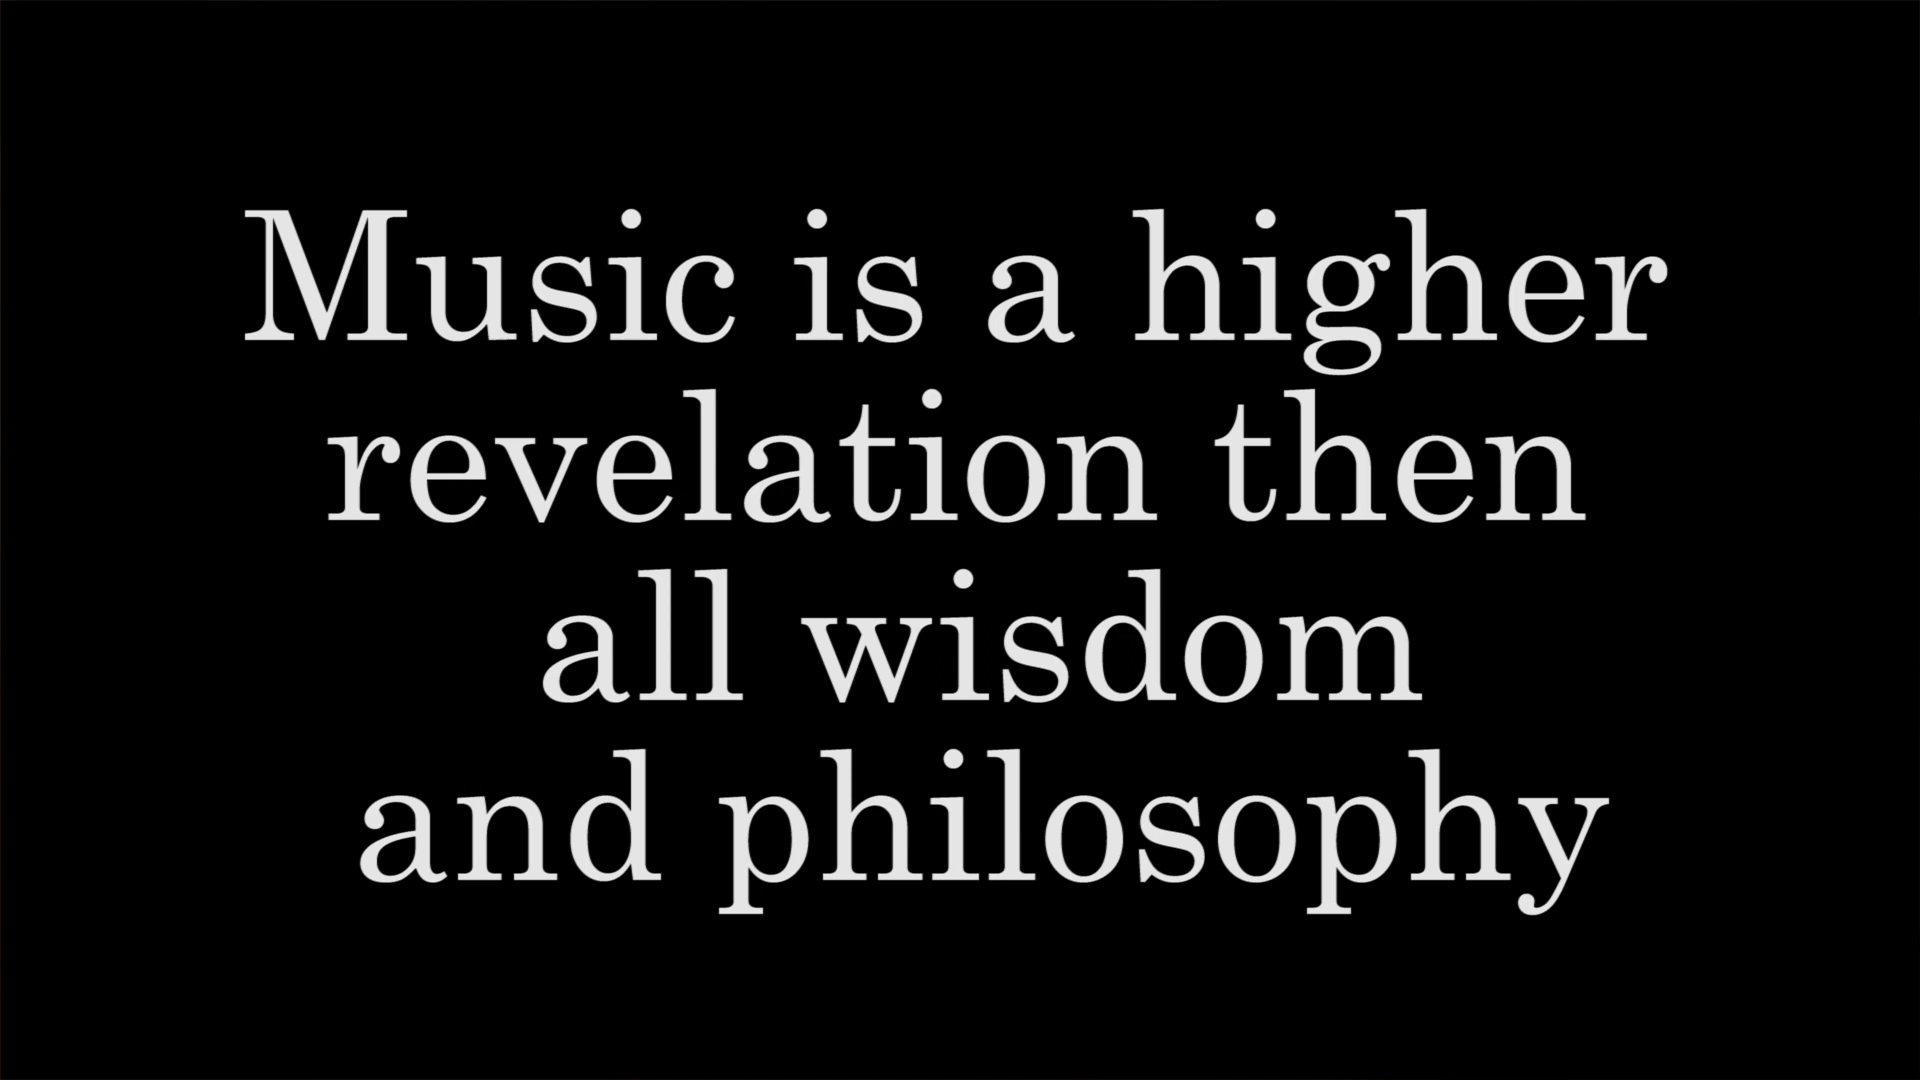 Music is a higher
revelation then
all wisdom
and philosophy